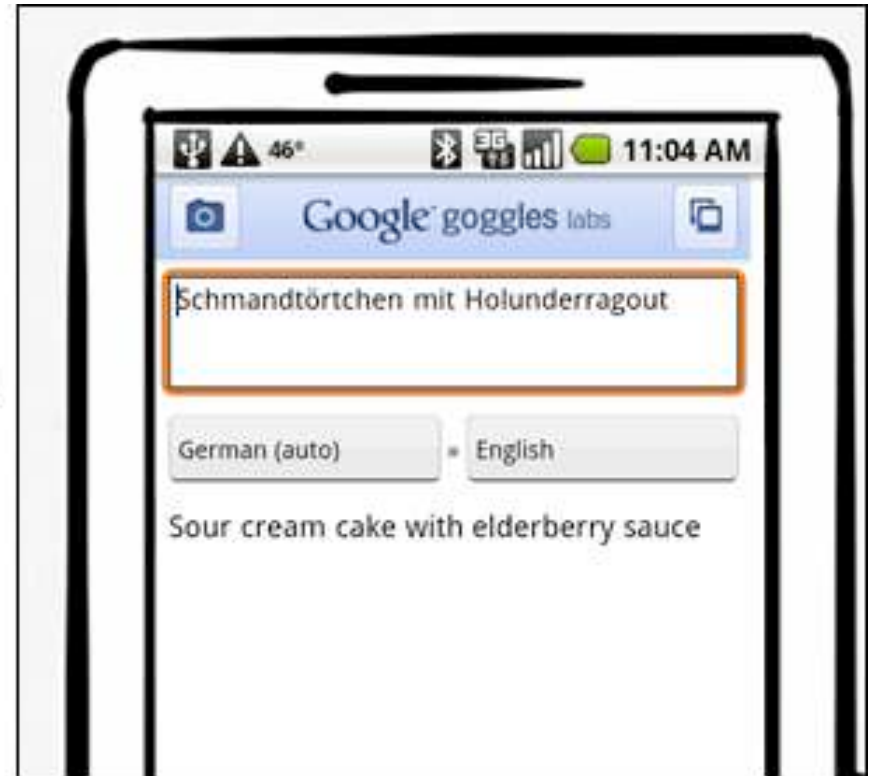 46° 3G 11:04 AM
Google goggles labs
Schmandtörtchen mit Holunderragout
German (auto) English
Sour cream cake with elderberry sauce